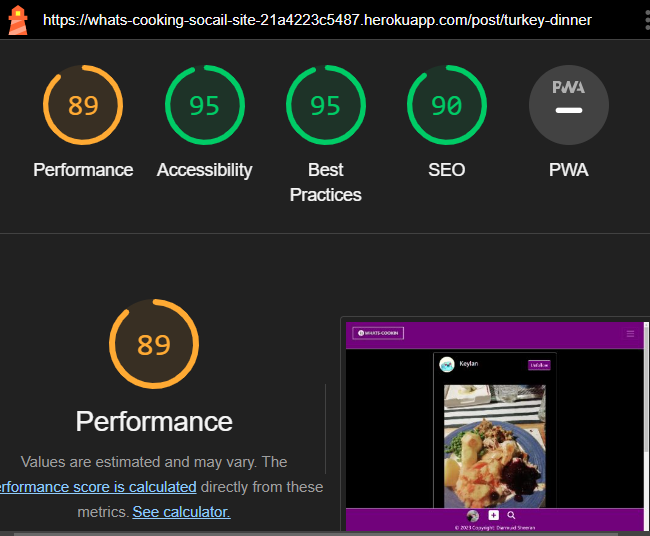 https://whats-cooking-socail-site-21a4223c5487.herokuapp.com/post/turkey-dinner
89
95
95
90
PWA
Performance
Accessibility
Best
Practices
SEO
PWA
89
Performance
Values are estimated and may vary. The
erformance score is calculated directly from these
metrics. See calculator.
WHATS-COOKIN
Keylan
Unfollow
© 2023 Copyright: Diarmuid Sheeran